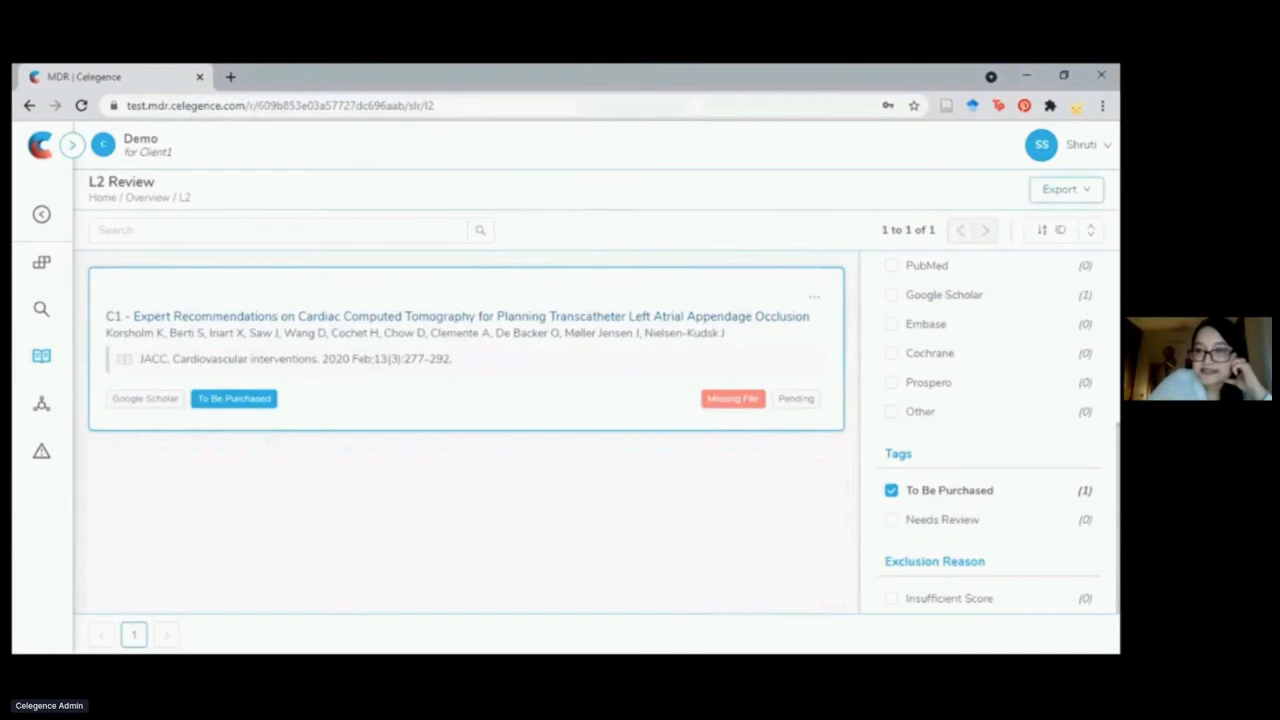 MDR | Celegence
test.mdr.celegence.com/r/609b853e03a57727dc696aab/slr/l2
C
Demo
for Client1
SS
Shruti
L2 Review
Home / Overview / L2
Export
Search
1 to 1 of 1
ID
...
C1 - Expert Recommendations on Cardiac Computed Tomography for Planning Transcatheter Left Atrial Appendage Occlusion
Korsholm K, Berti S, Iriart X, Saw J, Wang D, Cochet H, Chow D, Clemente A, De Backer O, Møller Jensen J, Nielsen-Kudsk J
JACC. Cardiovascular interventions. 2020 Feb;13(3):277-292.
Google Scholar
To Be Purchased
Missing File
Pending
PubMed (0)
Google Scholar (1)
Embase (0)
Cochrane (0)
Prospero (0)
Other (0)
Tags
To Be Purchased (1)
Needs Review (0)
Exclusion Reason
Insufficient Score (0)
1
Celegence Admin